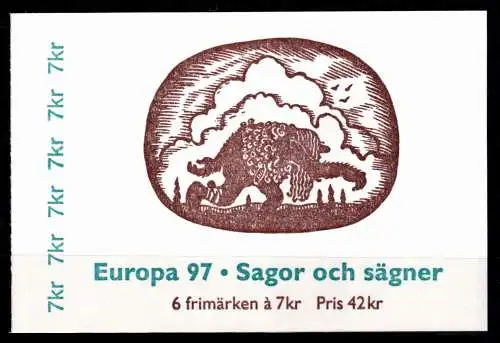 7kr 7kr 7kr 7kr 7kr 7kr
Europa 97 • Sagor och sägner
6 frimärken à 7kr Pris 42kr